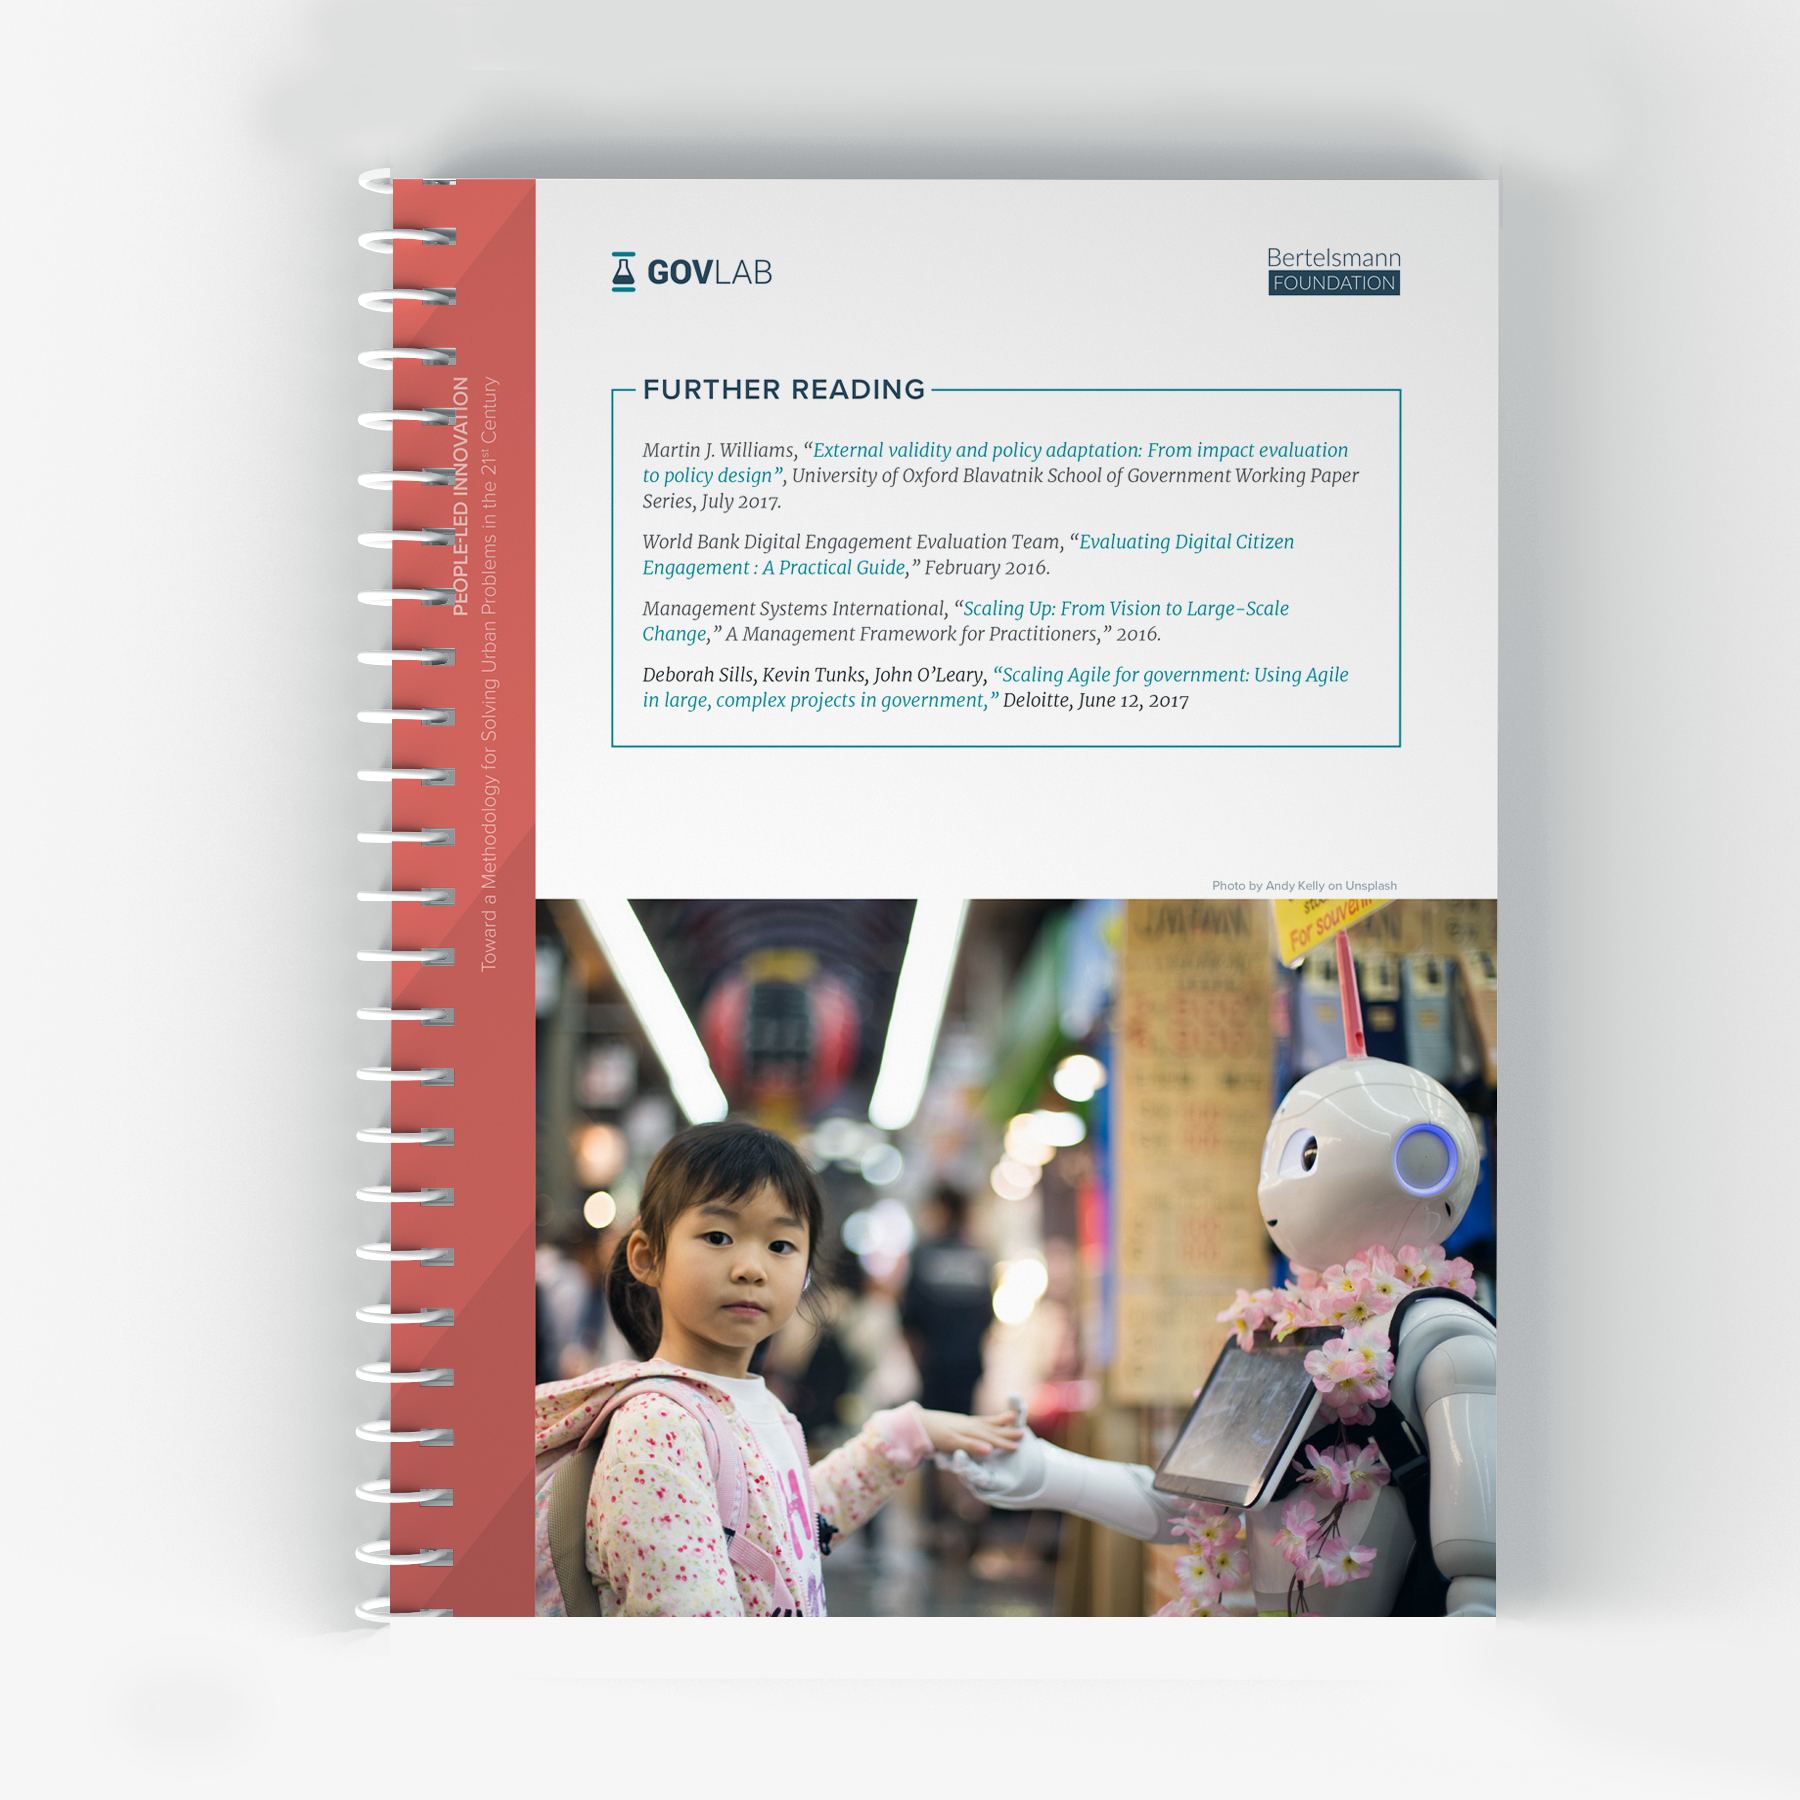 GOVLAB
Bertelsmann
FOUNDATION
PEOPLE-LED INNOVATION
Toward a Methodology for Solving Urban Problems in the 21st Century
FURTHER READING
Martin J. Williams, “External validity and policy adaptation: From impact evaluation
to policy design”, University of Oxford Blavatnik School of Government Working Paper
Series, July 2017.
World Bank Digital Engagement Evaluation Team, “Evaluating Digital Citizen
Engagement : A Practical Guide,” February 2016.
Management Systems International, “Scaling Up: From Vision to Large-Scale
Change,” A Management Framework for Practitioners,” 2016.
Deborah Sills, Kevin Tunks, John O’Leary, “Scaling Agile for government: Using Agile
in large, complex projects in government,” Deloitte, June 12, 2017
Photo by Andy Kelly on Unsplash
For souvenir